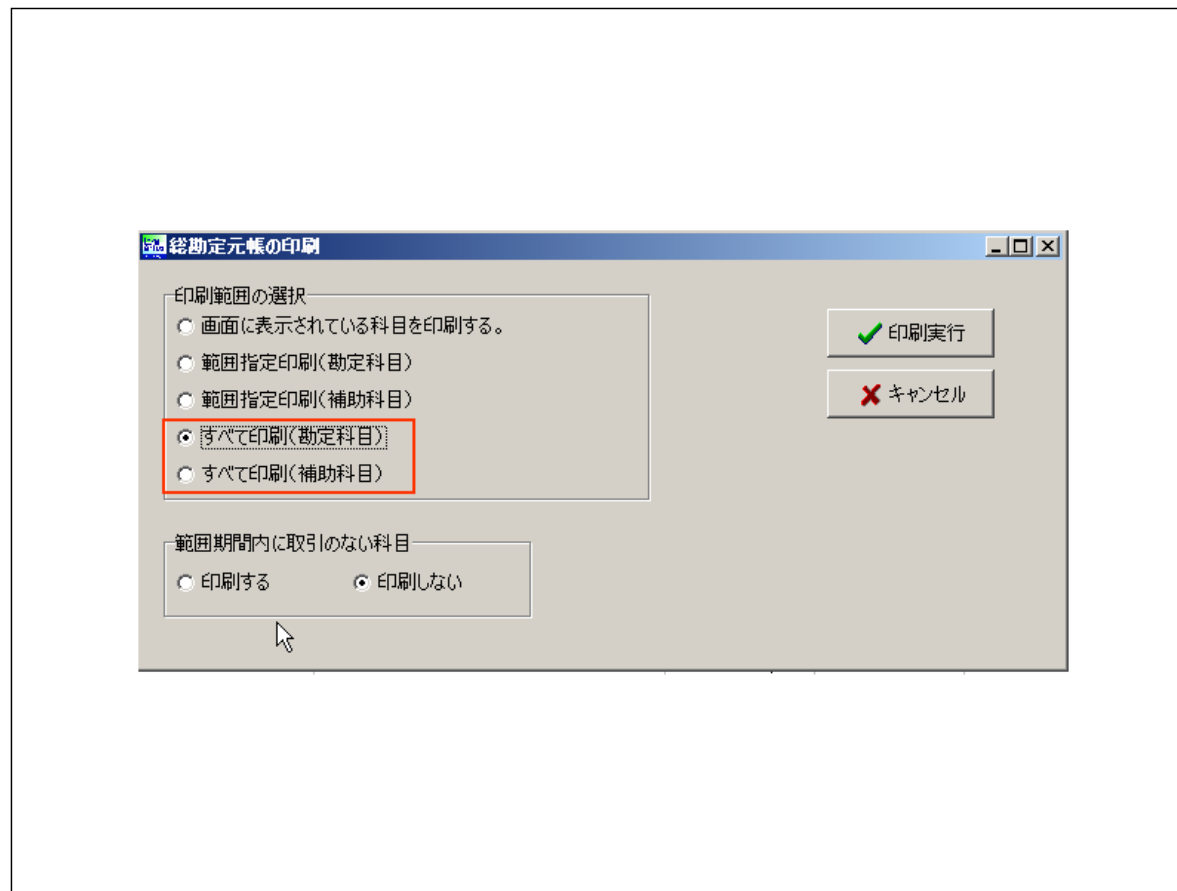 総勘定元帳の印刷
印刷範囲の選択
画面に表示されている科目を印刷する。
範囲指定印刷(勘定科目)
範囲指定印刷(補助科目)
すべて印刷(勘定科目)
すべて印刷(補助科目)
印刷実行
キャンセル
範囲期間内に取引のない科目
印刷する 印刷しない